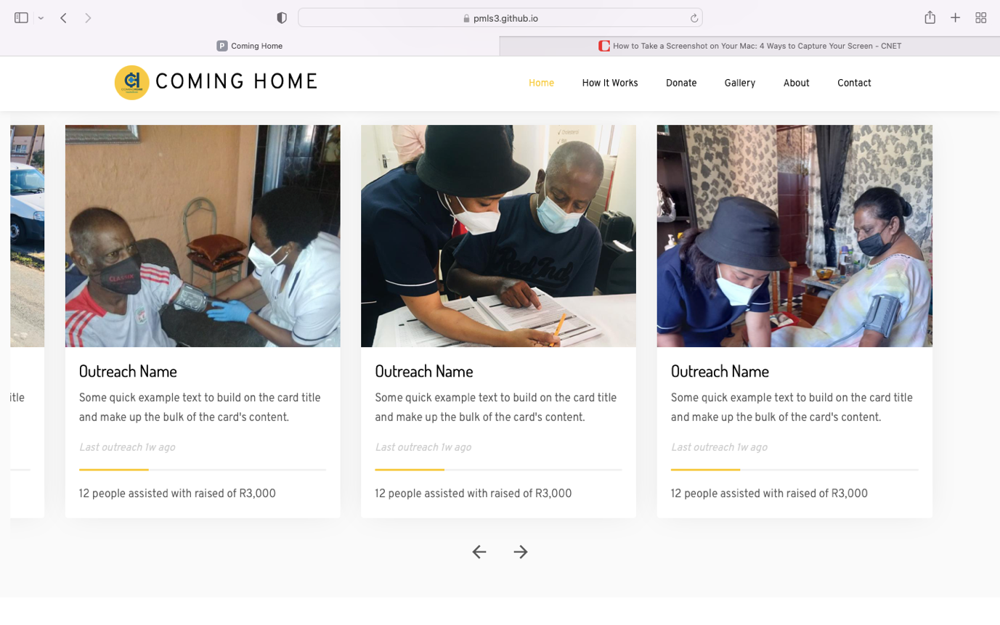 pmls3.github.io
P Coming Home
How to Take a Screenshot on Your Mac: 4 Ways to Capture Your Screen – CNET
COMING HOME
Home How It Works Donate Gallery About Contact
CLASSIX
Red Ind
itle
Outreach Name
Some quick example text to build on the card title
and make up the bulk of the card's content.
Last outreach 1w ago
12 people assisted with raised of R3,000
Outreach Name
Some quick example text to build on the card title
and make up the bulk of the card's content.
Last outreach 1w ago
12 people assisted with raised of R3,000
Outreach Name
Some quick example text to build on the card title
and make up the bulk of the card's content.
Last outreach 1w ago
12 people assisted with raised of R3,000